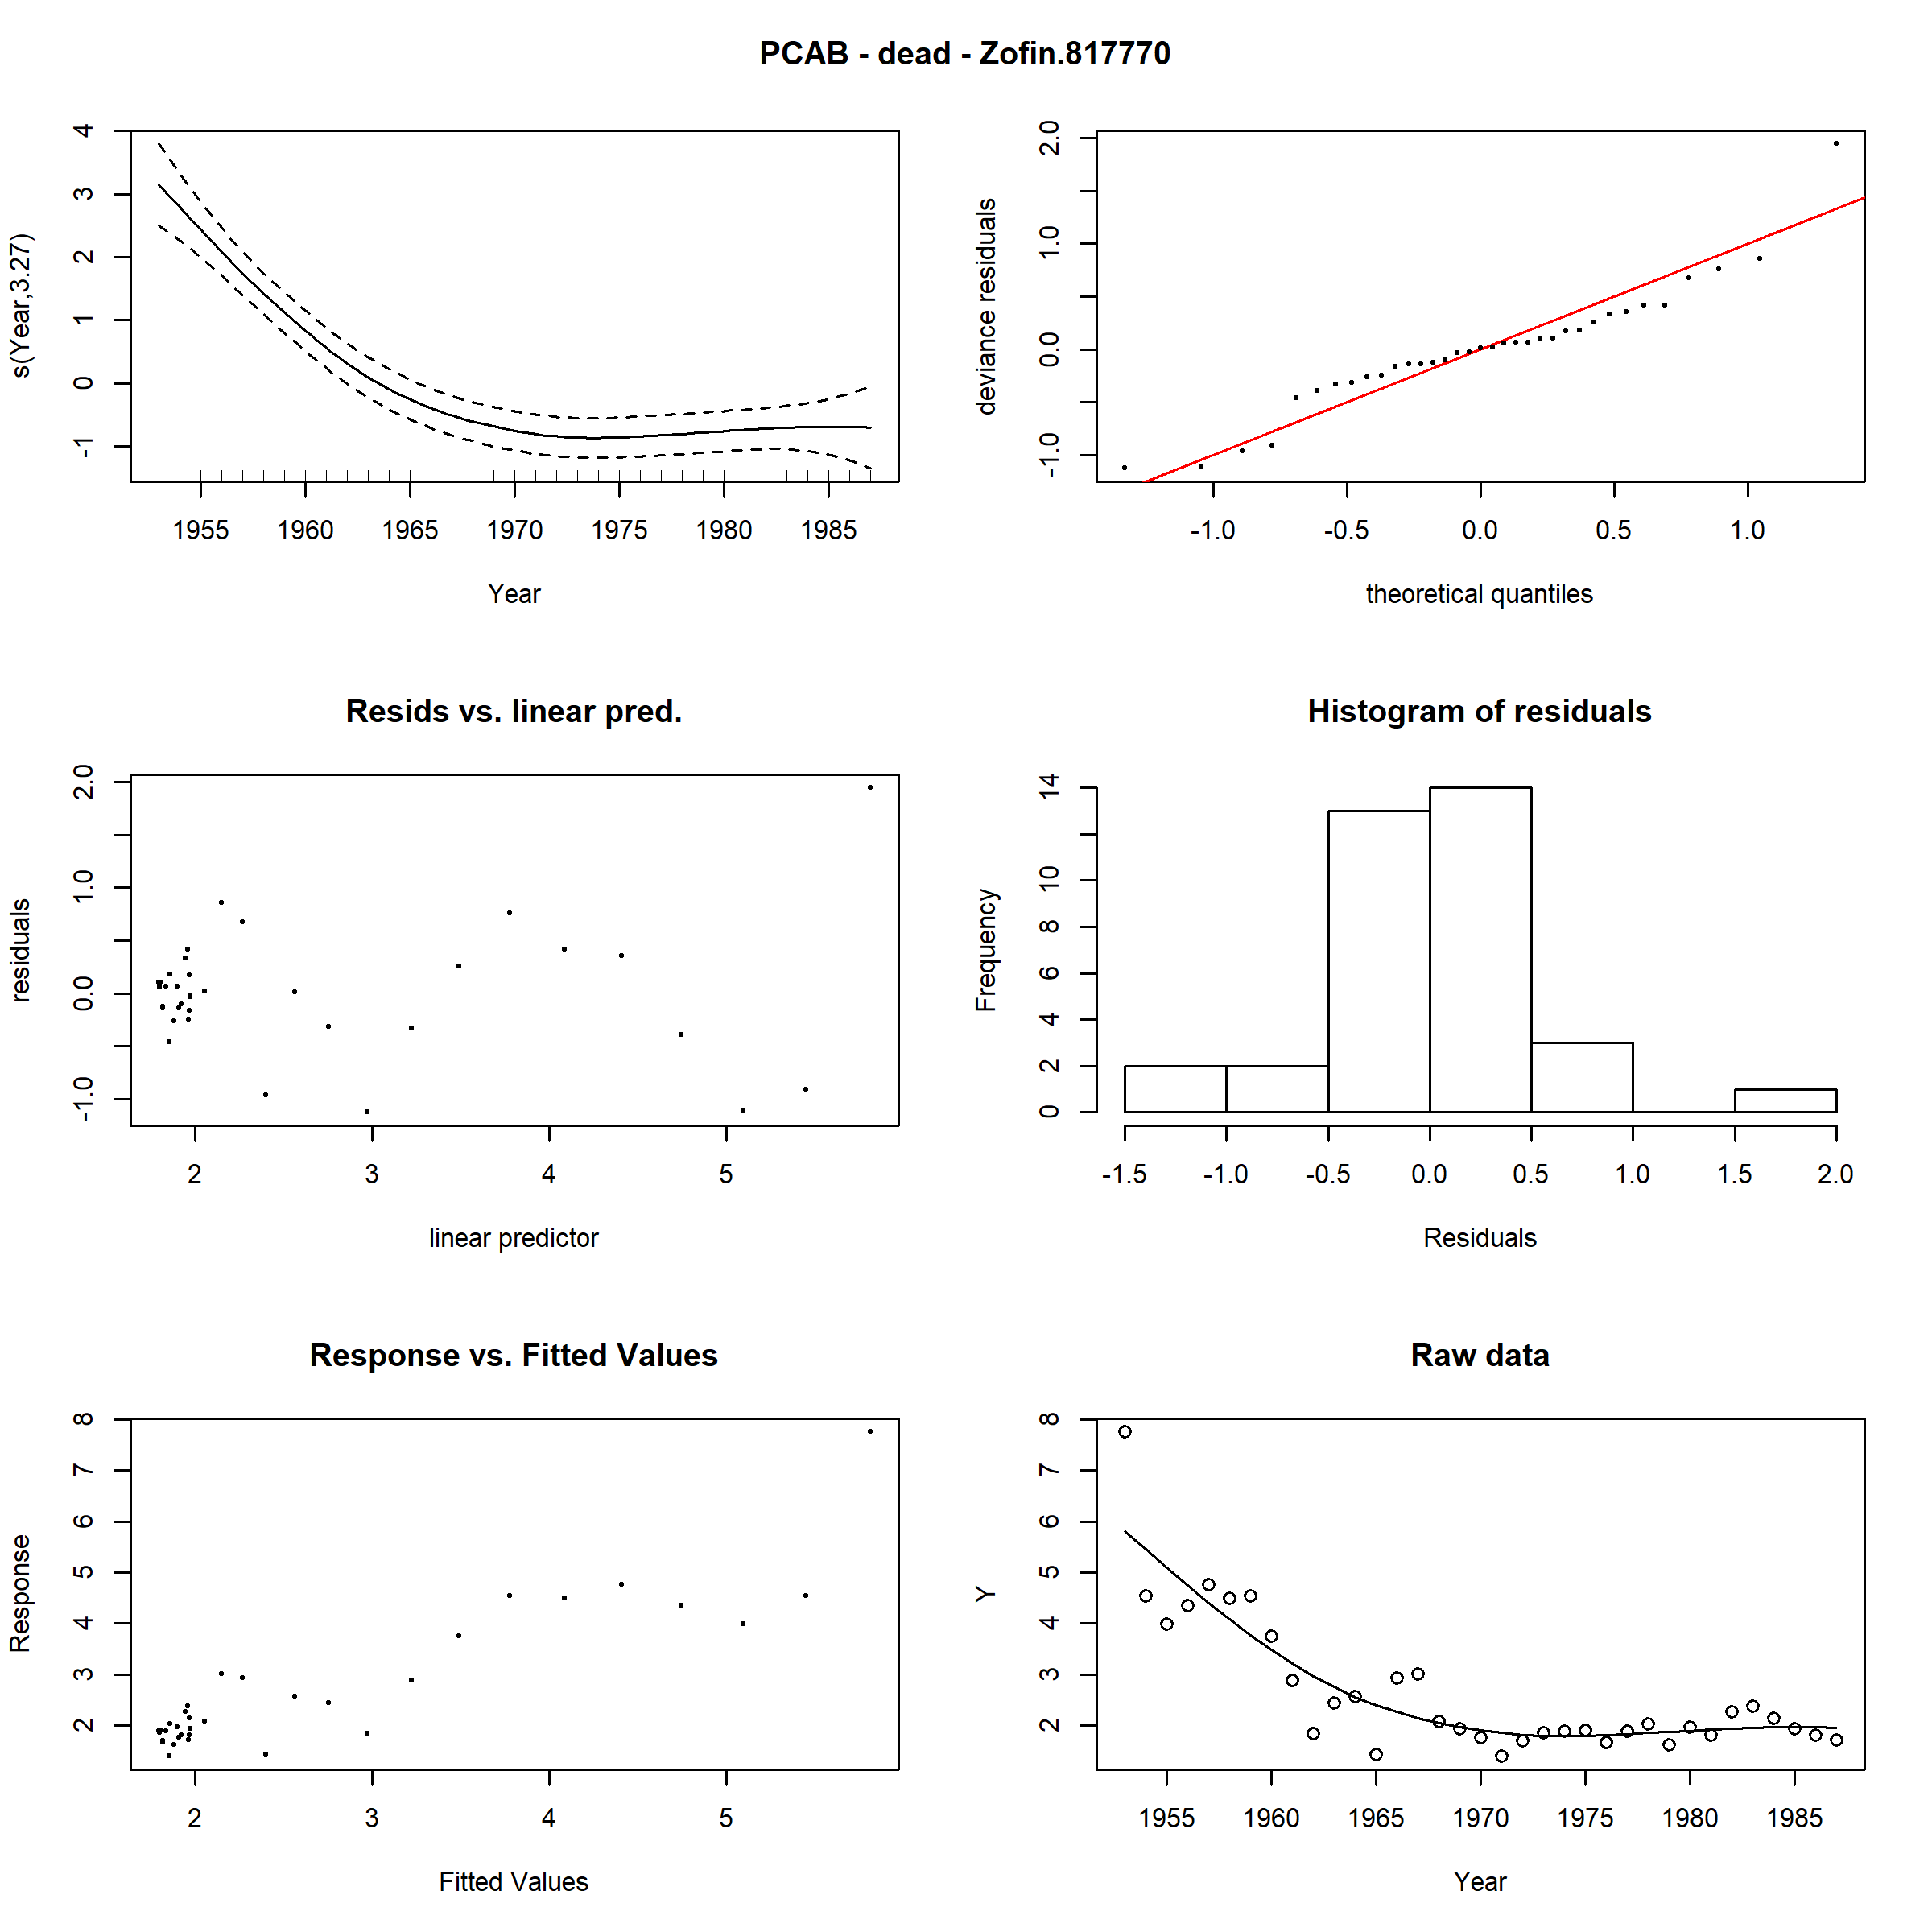 PCAB - dead - Zofin.817770
s(Year,3.27)
4
3
2
1
0
-1
1955 1960 1965 1970 1975 1980 1985
Year
deviance residuals
2.0
1.0
0.0
-1.0
-1.0 -0.5 0.0 0.5 1.0
theoretical quantiles
Resids vs. linear pred.
residuals
2.0
1.0
0.0
-1.0
2 3 4 5
linear predictor
Histogram of residuals
Frequency
14
10
8
6
4
2
0
-1.5 -1.0 -0.5 0.0 0.5 1.0 1.5 2.0
Residuals
Response vs. Fitted Values
Response
8
7
6
5
4
3
2
2 3 4 5
Fitted Values
Raw data
Y
8
7
6
5
4
3
2
1955 1960 1965 1970 1975 1980 1985
Year